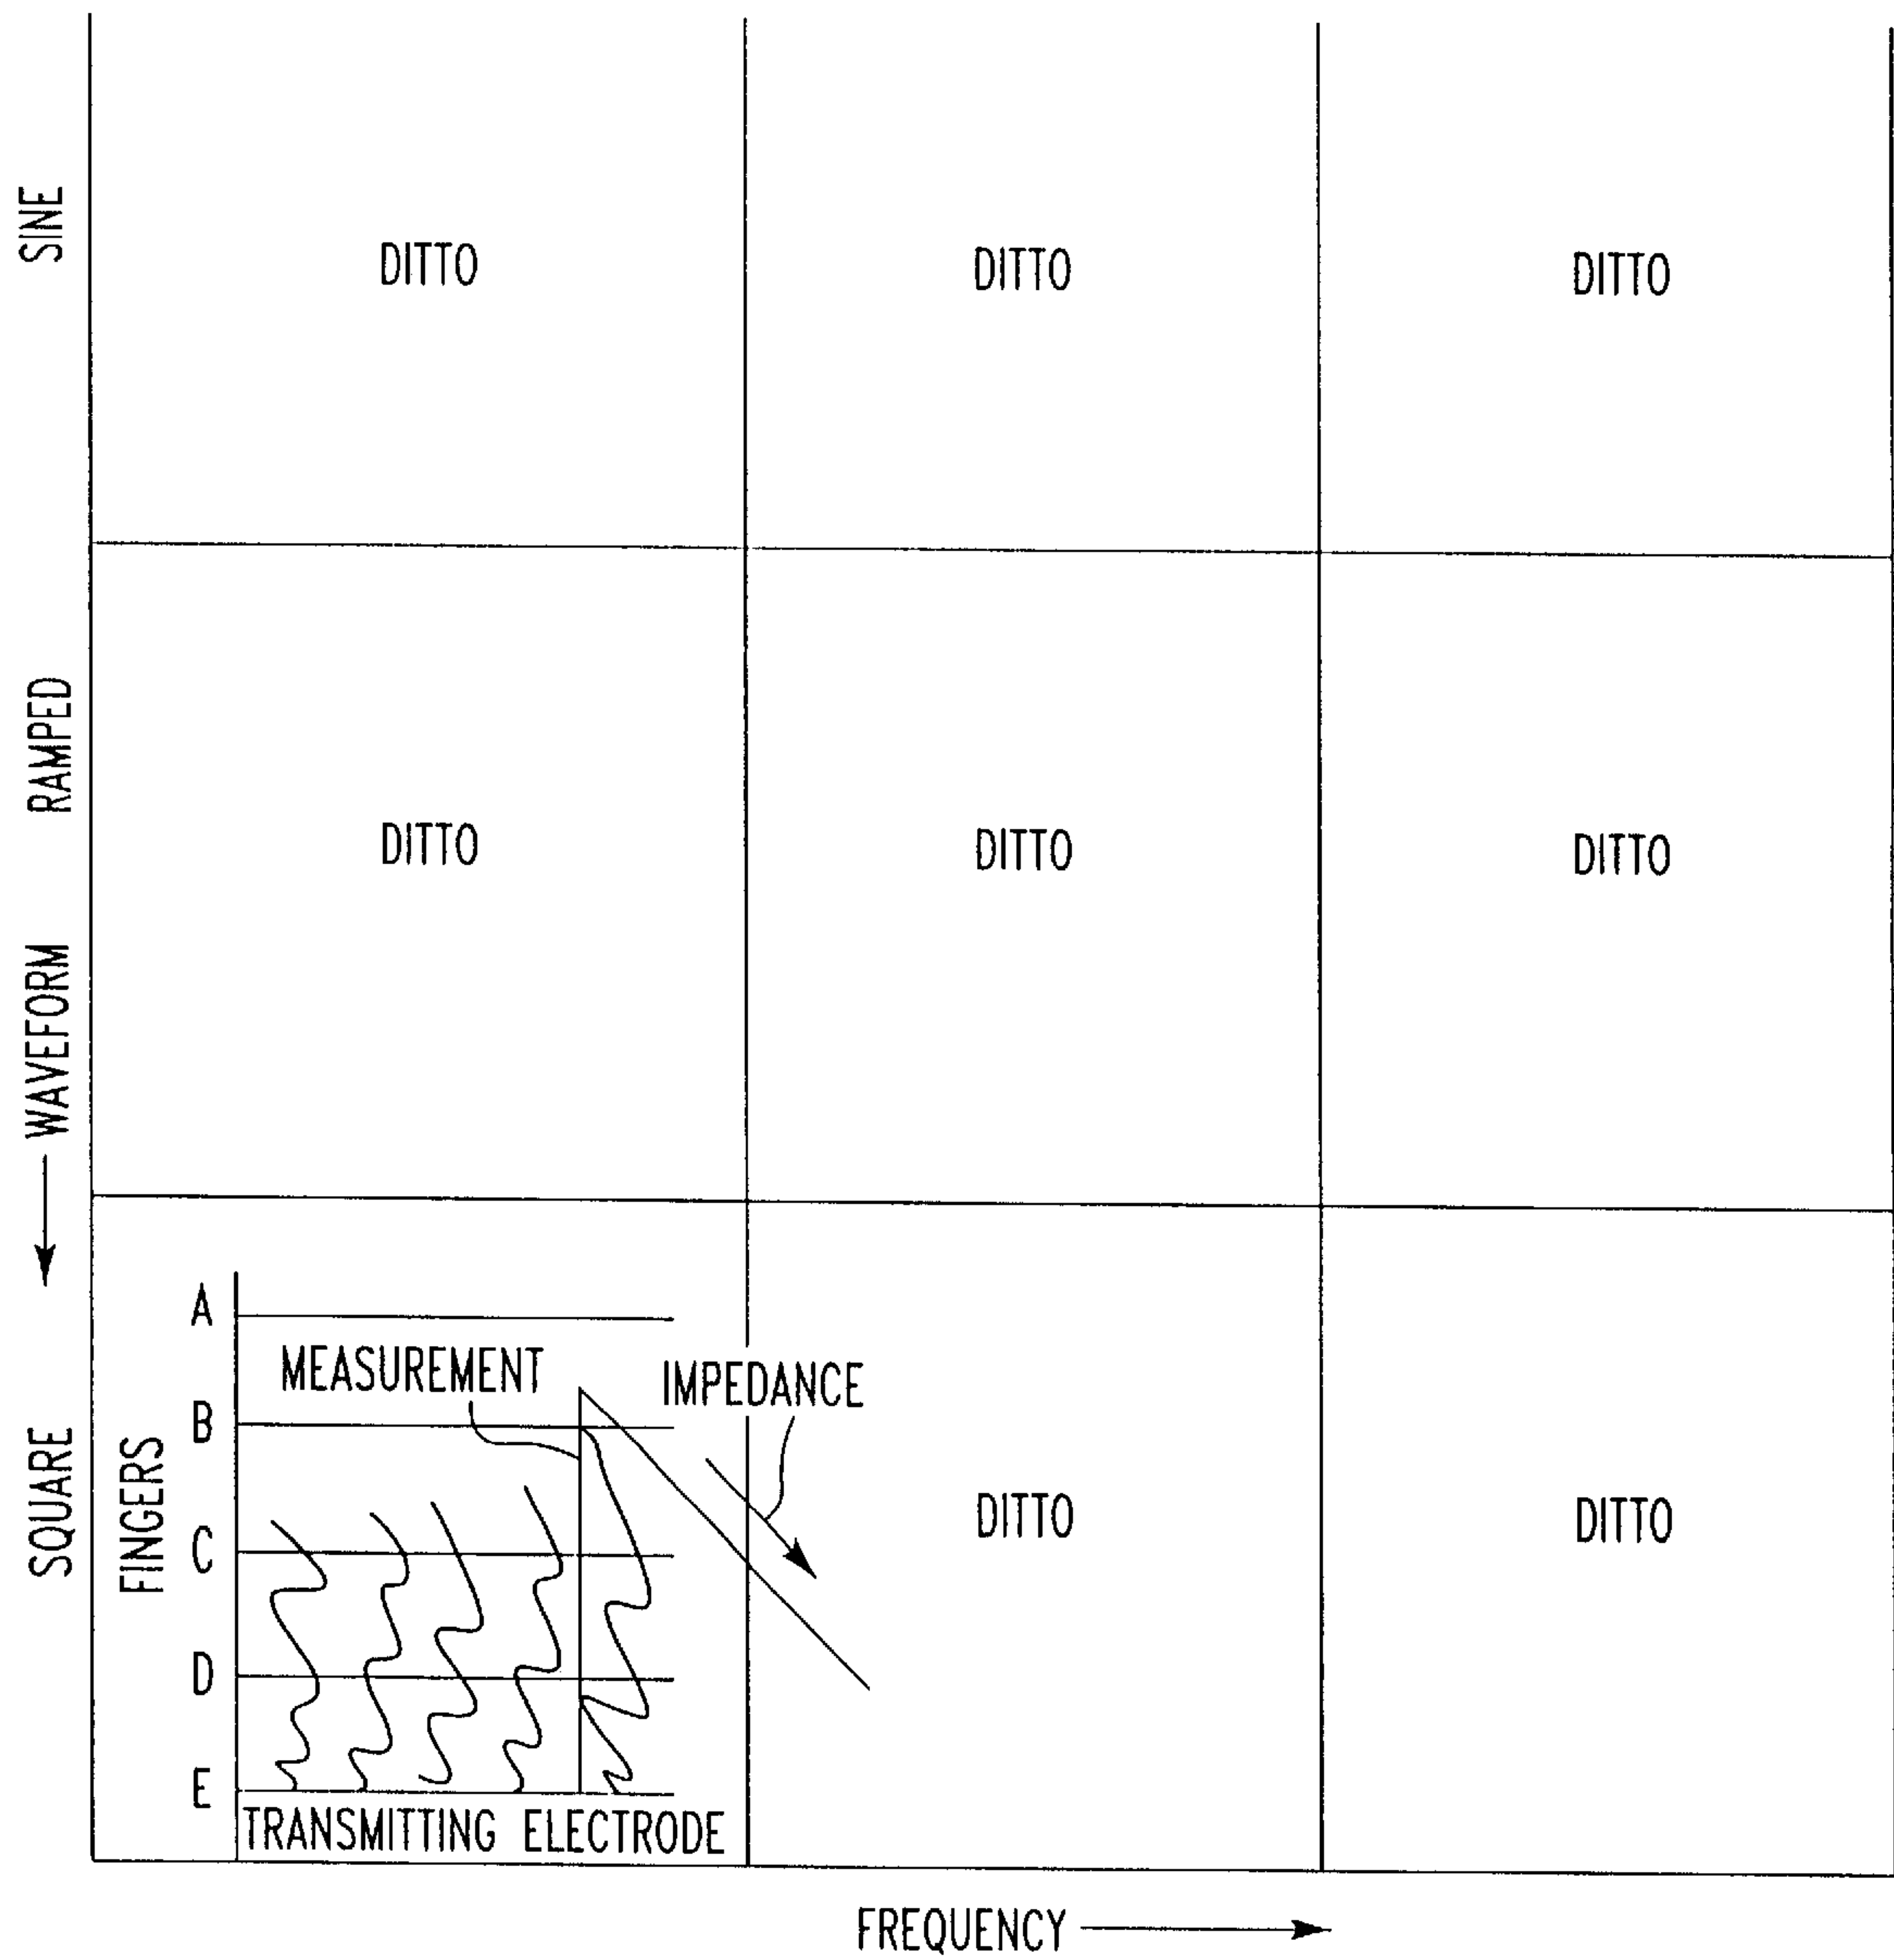 SINE
DITTO DITTO DITTO
RAMPED
DITTO DITTO DITTO
WAVEFORM
SQUARE
FINGERS
A
MEASUREMENT
IMPEDANCE
B
C
DITTO DITTO
D
E
TRANSMITTING ELECTRODE
FREQUENCY